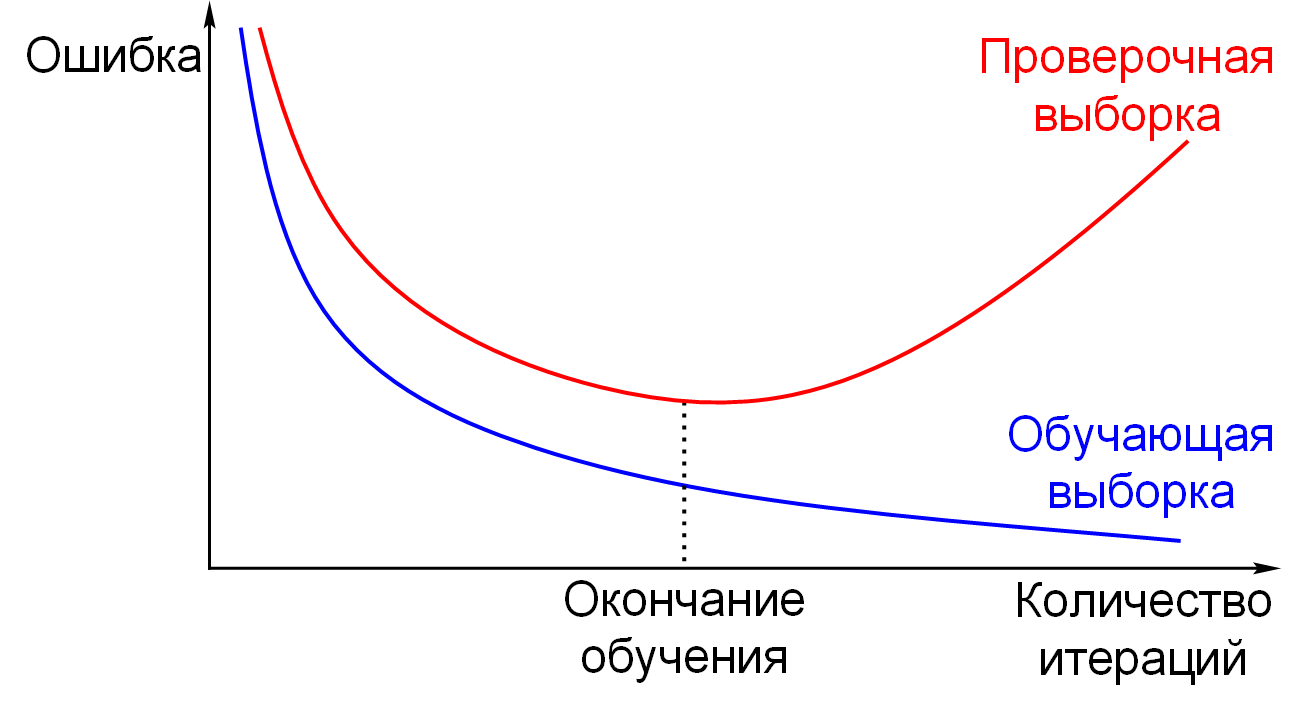 Ошибка
Проверочная
выборка
Обучающая
выборка
Окончание
обучения
Количество
итераций